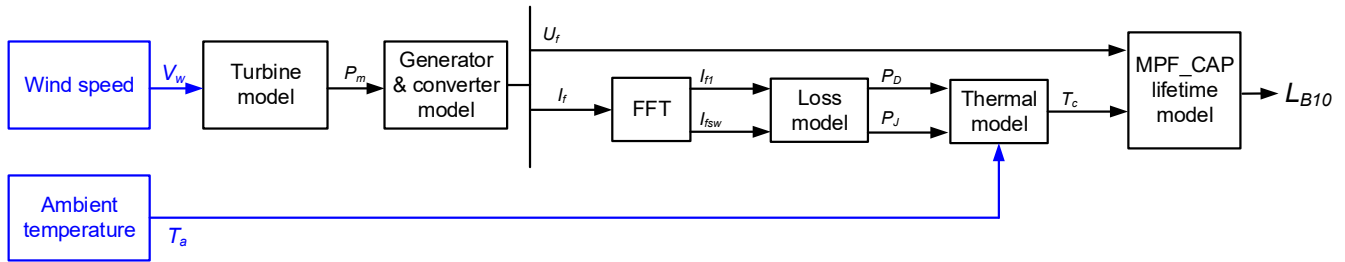 Wind speed
V_w
Turbine
model
P_m
Generator
& converter
model
U_f
I_f
FFT
I_f1
I_fsw
Loss
model
P_D
P_J
Thermal
model
T_c
MPF_CAP
lifetime
model
L_B10
Ambient
temperature
T_a